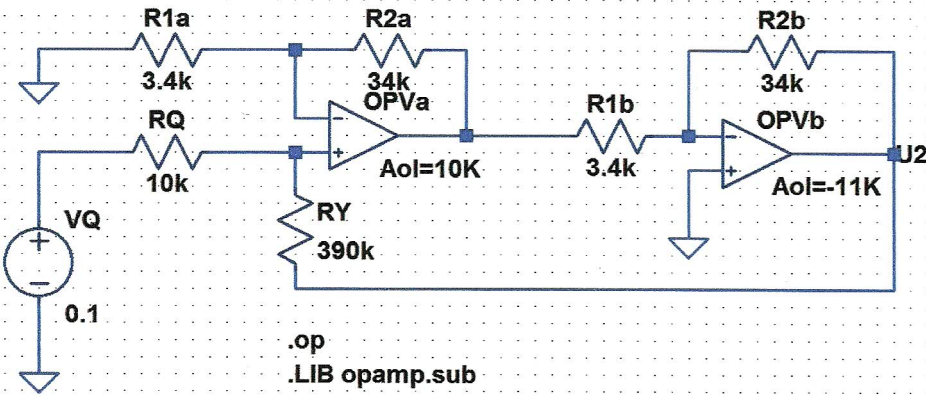 R1a
3.4k
R2a
34k
OPVa
Aol=10K
RQ
10k
RY
390k
VQ
0.1
R1b
3.4k
R2b
34k
OPVb
Aol=-11K
U2
.op
.LIB opamp.sub